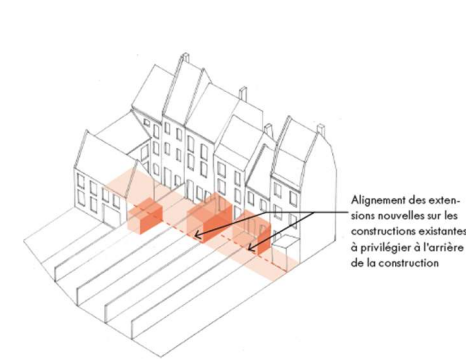 Alignement des exten-
sions nouvelles sur les
constructions existantes
à privilégier à l'arrière
de la construction